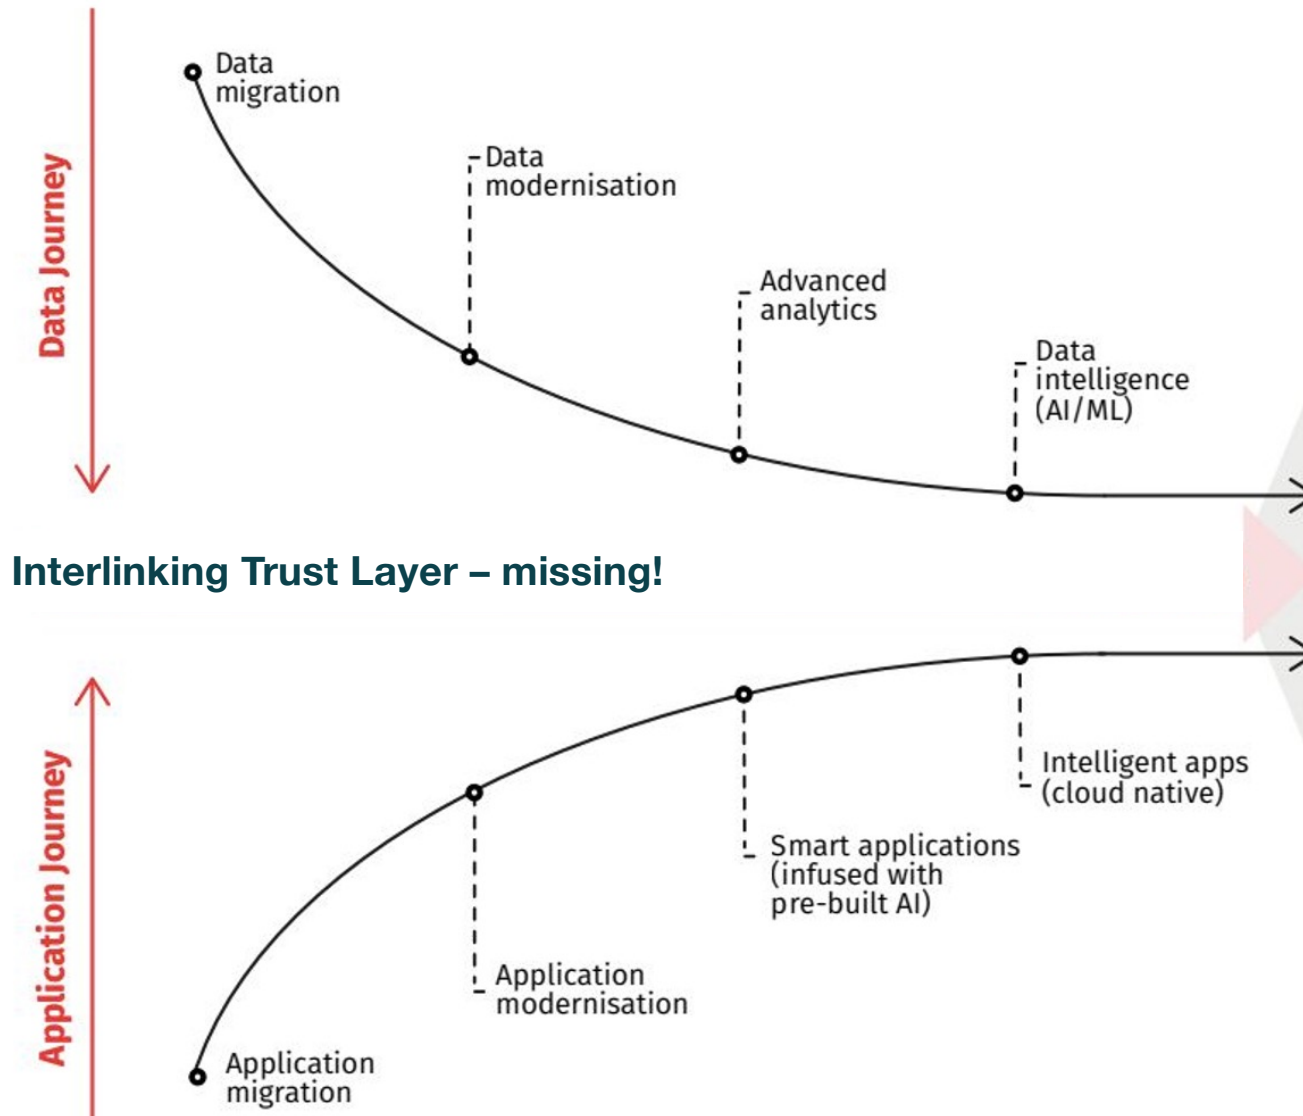 Data
migration
Data
modernisation
Advanced
analytics
Data
intelligence
(AI/ML)
Data Journey
Interlinking Trust Layer – missing!
Application Journey
Intelligent apps
(cloud native)
Smart applications
(infused with
pre-built AI)
Application
modernisation
Application
migration